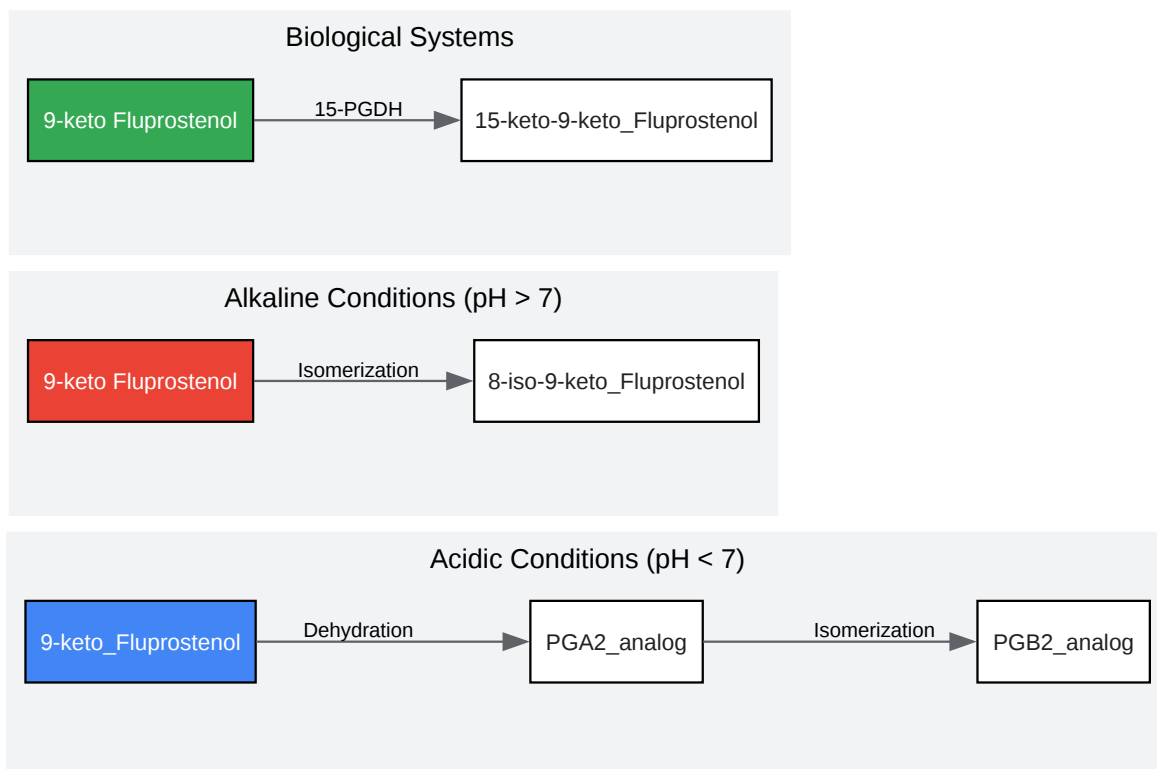 Biological Systems
9-keto Fluprostenol
15-PGDH
15-keto-9-keto_Fluprostenol
Alkaline Conditions (pH > 7)
9-keto Fluprostenol
Isomerization
8-iso-9-keto_Fluprostenol
Acidic Conditions (pH < 7)
9-keto_Fluprostenol
Dehydration
PGA2_analog
Isomerization
PGB2_analog